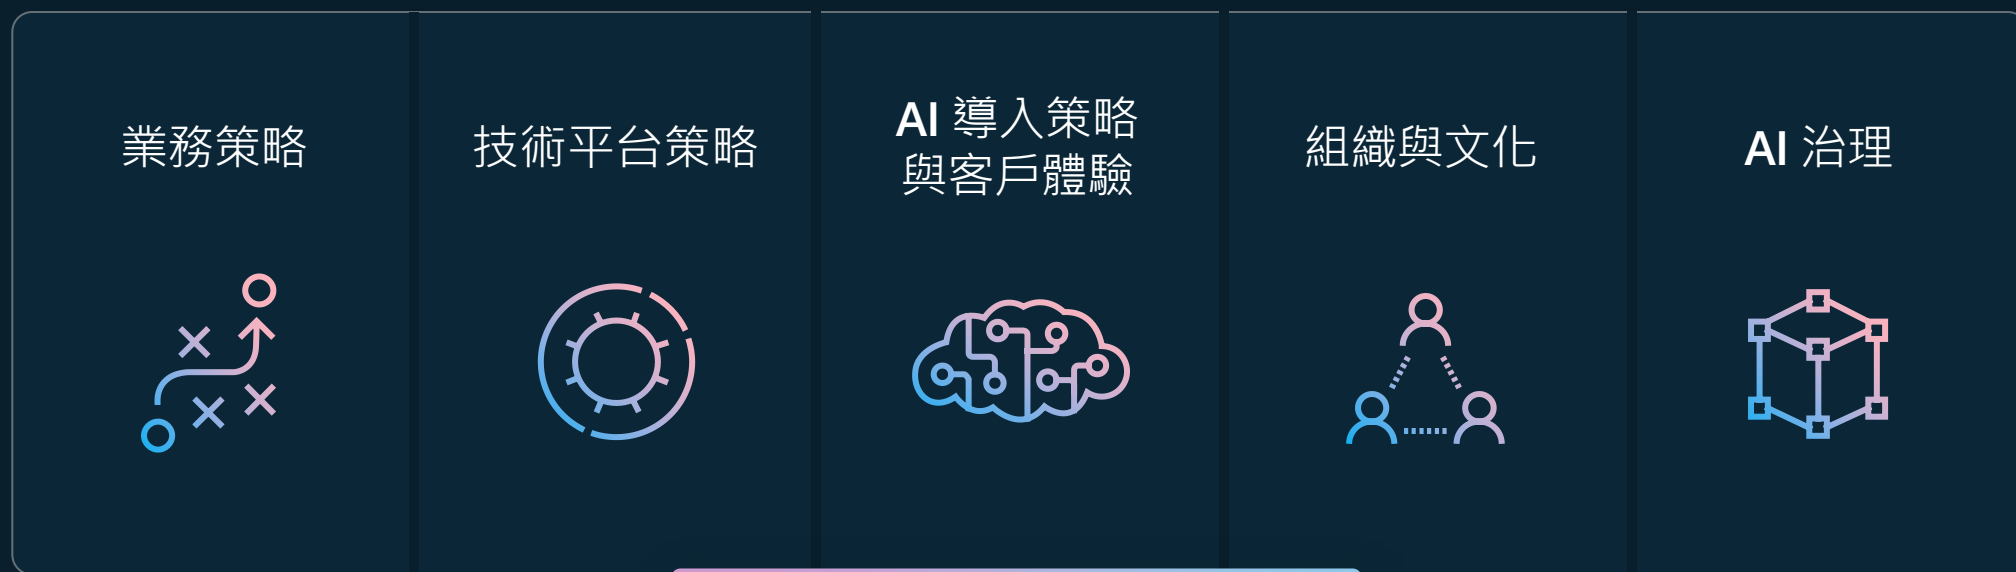 業務策略
技術平台策略
AI 導入策略
與客戶體驗
組織與文化
AI 治理